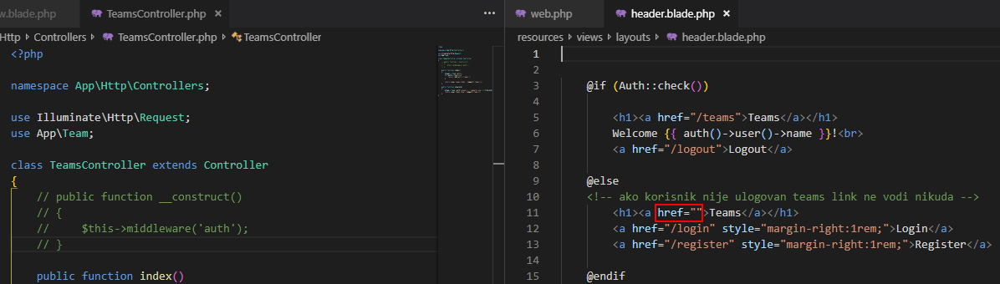 w.blade.php
TeamsController.php ×
Http > Controllers > TeamsController.php > TeamsController
<?php
namespace App\Http\Controllers;
use Illuminate\Http\Request;
use App\Team;
class TeamsController extends Controller
{
// public function __construct()
// {
//     $this->middleware('auth');
// }
public function index()
web.php
header.blade.php ×
resources > views > layouts > header.blade.php
1
2
3 @if (Auth::check())
4
5 <h1><a href="/teams">Teams</a></h1>
6 Welcome {{ auth()->user()->name }}!<br>
7 <a href="/logout">Logout</a>
8
9 @else
10 <!-- ako korisnik nije ulogovan teams link ne vodi nikuda -->
11 <h1><a href="">Teams</a></h1>
12 <a href="/login" style="margin-right:1rem;">Login</a>
13 <a href="/register" style="margin-right:1rem;">Register</a>
14
15 @endif